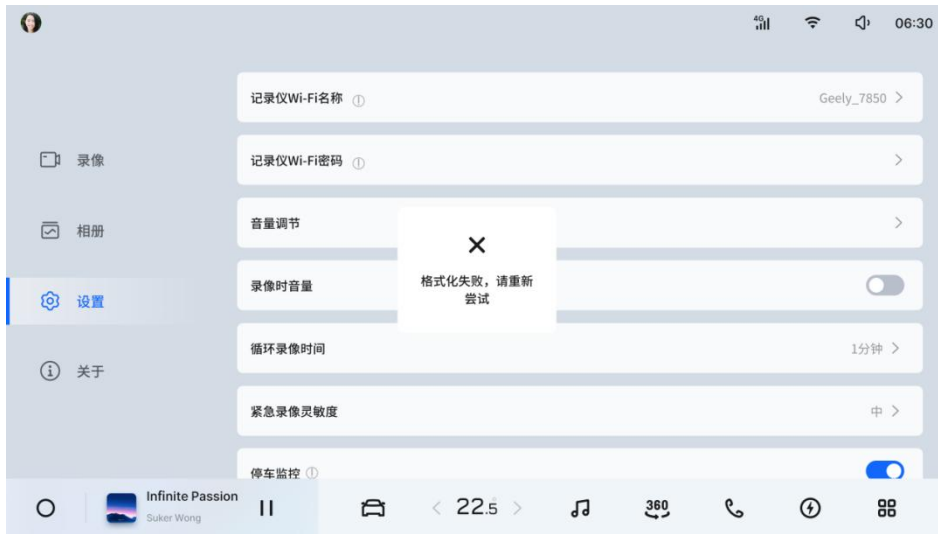 4G
06:30
记录仪Wi-Fi名称
Geely_7850
录像
记录仪Wi-Fi密码
相册
音量调节
格式化失败，请重新
尝试
设置
录像时音量
循环录像时间
1分钟
关于
紧急录像灵敏度
中
停车监控
Infinite Passion
Suker Wong
22.5
360